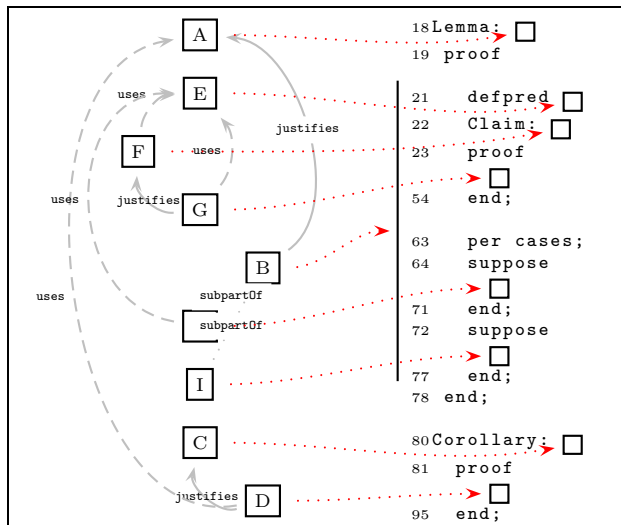 A
18Lemma:
19 proof
E
uses
21 defpred
justifies
22 Claim:
F
uses
23 proof
G
justifies
54 end;
uses
63 per cases;
B
64 suppose
subpartOf
uses
subpartOf
71 end;
72 suppose
I
77 end;
78 end;
C
80Corollary:
81 proof
justifies
D
95 end;